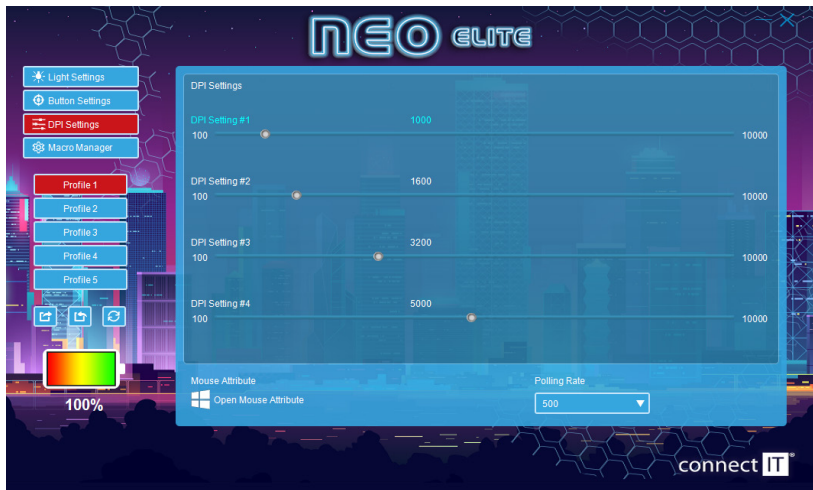 NEO ELITE
Light Settings
Button Settings
DPI Settings
Macro Manager
Profile 1
Profile 2
Profile 3
Profile 4
Profile 5
100%
DPI Settings
DPI Setting #1 1000
100 10000
DPI Setting #2 1600
100 10000
DPI Setting #3 3200
100 10000
DPI Setting #4 5000
100 10000
Mouse Attribute
Open Mouse Attribute
Polling Rate
500
connect IT